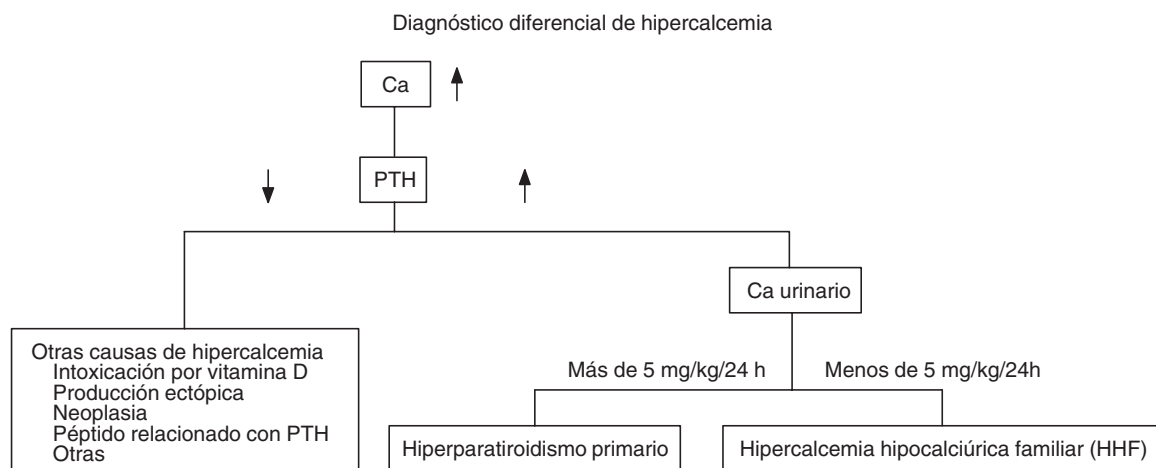 Diagnóstico diferencial de hipercalcemia
Ca
PTH
Ca urinario
Otras causas de hipercalcemia
Intoxicación por vitamina D
Producción ectópica
Neoplasia
Péptido relacionado con PTH
Otras
Más de 5 mg/kg/24 h
Menos de 5 mg/kg/24h
Hiperparatiroidismo primario
Hipercalcemia hipocalciúrica familiar (HHF)